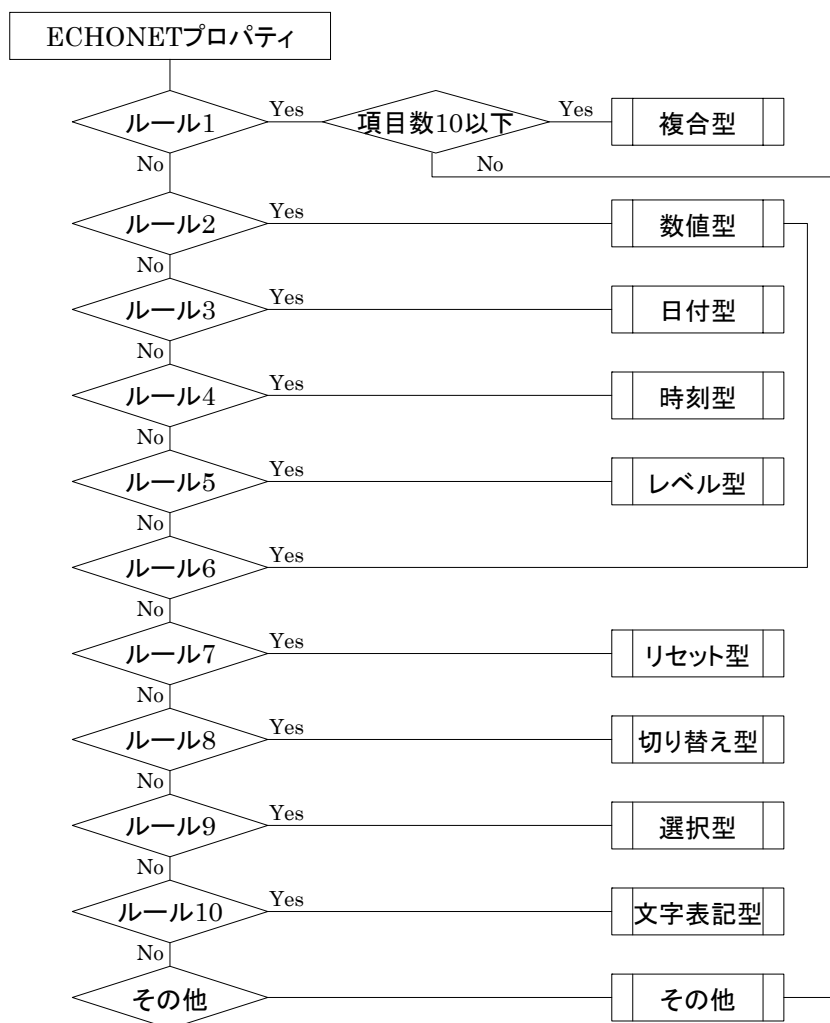 ECHONETプロパティ
ルール1 Yes 項目数10以下 Yes 複合型
No No
ルール2 Yes 数値型
No
ルール3 Yes 日付型
No
ルール4 Yes 時刻型
No
ルール5 Yes レベル型
No
ルール6 Yes
No
ルール7 Yes リセット型
No
ルール8 Yes 切り替え型
No
ルール9 Yes 選択型
No
ルール10 Yes 文字表記型
No
その他 その他